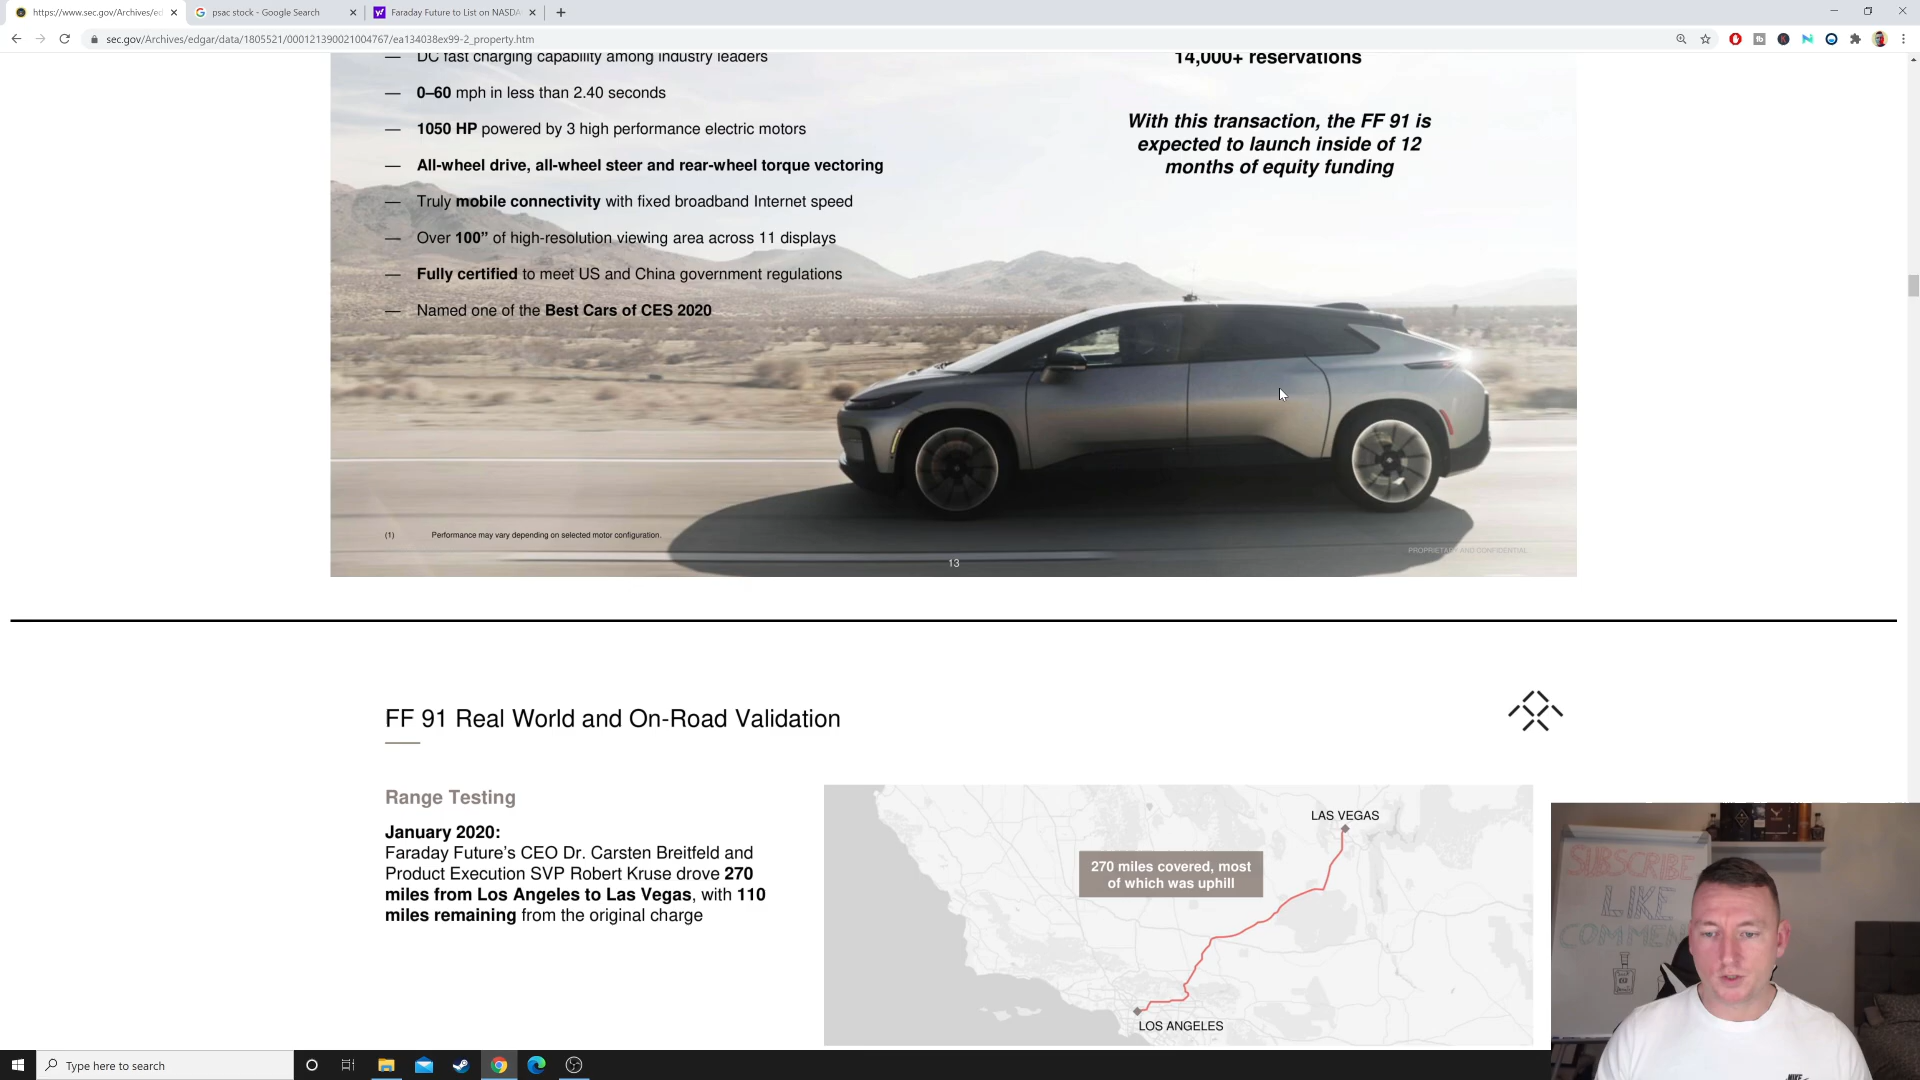 https://www.sec.gov/Archives/ed
psac stock - Google Search
Faraday Future to List on NASDA
sec.gov/Archives/edgar/data/1805521/000121390021004767/ea134038ex99-2_property.htm
— DC fast charging capability among industry leaders
— 0–60 mph in less than 2.40 seconds
— 1050 HP powered by 3 high performance electric motors
— All-wheel drive, all-wheel steer and rear-wheel torque vectoring
— Truly mobile connectivity with fixed broadband Internet speed
— Over 100” of high-resolution viewing area across 11 displays
— Fully certified to meet US and China government regulations
— Named one of the Best Cars of CES 2020
14,000+ reservations
With this transaction, the FF 91 is
expected to launch inside of 12
months of equity funding
(1) Performance may vary depending on selected motor configuration.
PROPRIETARY AND CONFIDENTIAL
13
FF 91 Real World and On-Road Validation
Range Testing
January 2020:
Faraday Future’s CEO Dr. Carsten Breitfeld and
Product Execution SVP Robert Kruse drove 270
miles from Los Angeles to Las Vegas, with 110
miles remaining from the original charge
LAS VEGAS
270 miles covered, most
of which was uphill
LOS ANGELES
SUBSCRIBE
LIKE
COMMEN
NIKE
Type here to search